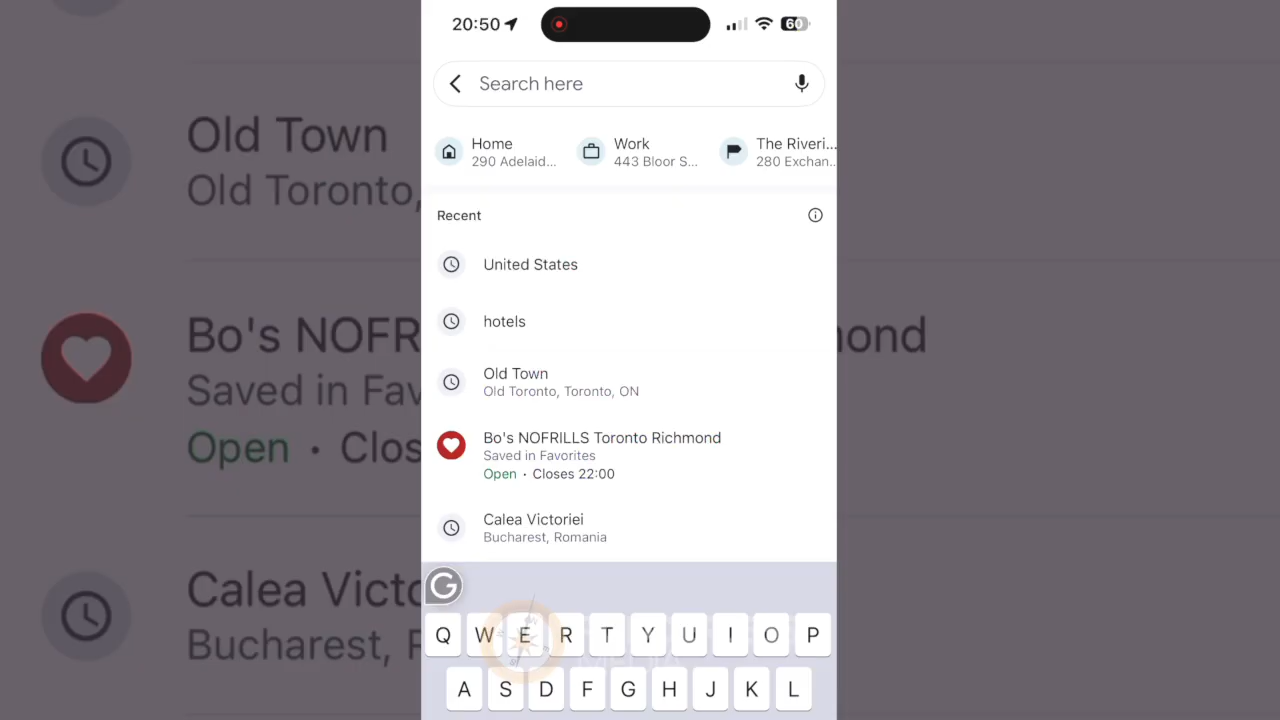 20:50
60
Search here
Home
290 Adelaid...
Work
443 Bloor S...
The Riveri...
280 Exchan...
Recent
United States
hotels
Old Town
Old Toronto, Toronto, ON
Bo's NOFRILLS Toronto Richmond
Saved in Favorites
Open · Closes 22:00
Calea Victoriei
Bucharest, Romania
G
Q W E R T Y U I O P
A S D F G H J K L
Old Town
Old Toronto,
Bo's NOFR
mond
Saved in Fav
Open · Clos
Calea Victo
Bucharest,